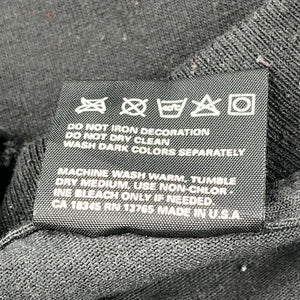 DO NOT IRON DECORATION
DO NOT DRY CLEAN
WASH DARK COLORS SEPARATELY
MACHINE WASH WARM. TUMBLE
DRY MEDIUM. USE NON-CHLOR-
INE BLEACH ONLY IF NEEDED.
CA 18345 RN 13765 MADE IN U.S.A